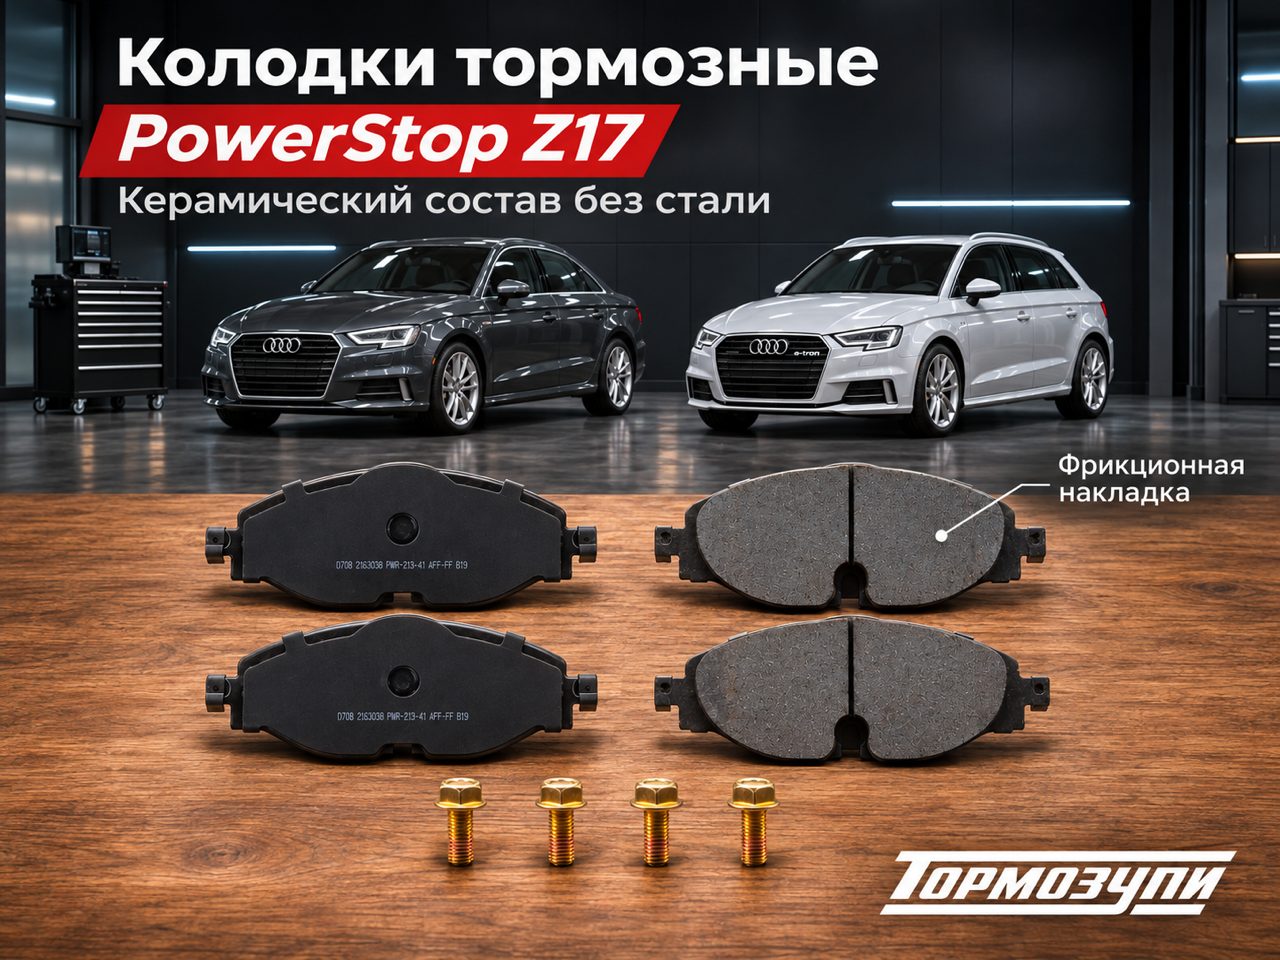 Колодки тормозные
PowerStop Z17
Керамический состав без стали
e-tron
Фрикционная
накладка
D708 2163038 PWR-213-41 AFF-FF B19
D708 2163038 PWR-213-41 AFF-FF B19
ТОРМОЗУПИ